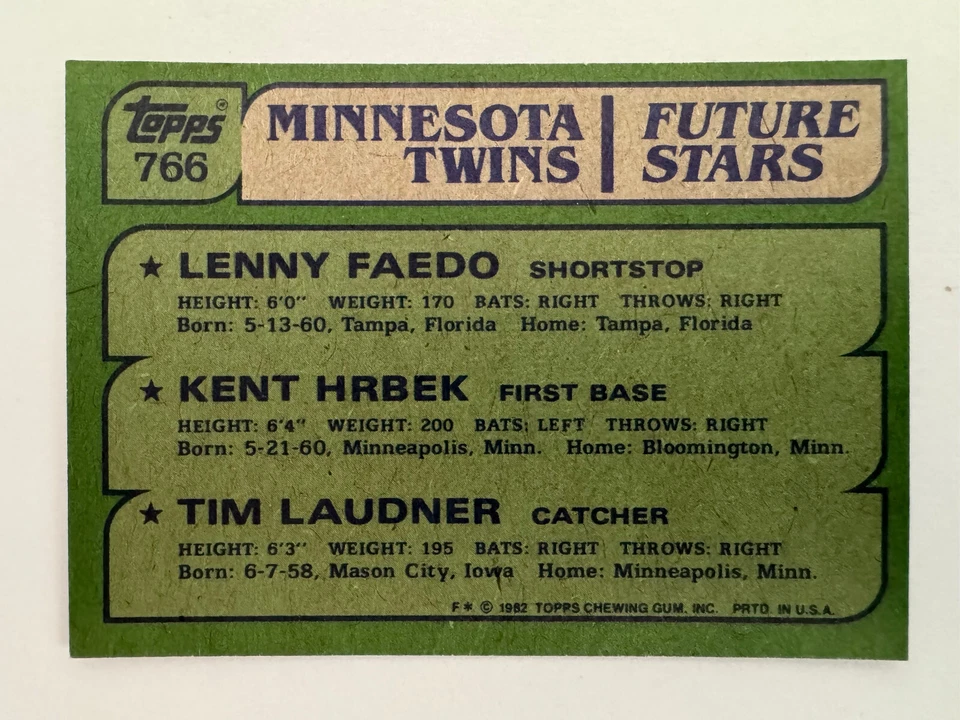 topps®
766
MINNESOTA
TWINS
FUTURE
STARS
★ LENNY FAEDO SHORTSTOP
HEIGHT: 6'0" WEIGHT: 170 BATS: RIGHT THROWS: RIGHT
Born: 5-13-60, Tampa, Florida Home: Tampa, Florida
★ KENT HRBEK FIRST BASE
HEIGHT: 6'4" WEIGHT: 200 BATS: LEFT THROWS: RIGHT
Born: 5-21-60, Minneapolis, Minn. Home: Bloomington, Minn.
★ TIM LAUDNER CATCHER
HEIGHT: 6'3" WEIGHT: 195 BATS: RIGHT THROWS: RIGHT
Born: 6-7-58, Mason City, Iowa Home: Minneapolis, Minn.
F* © 1982 TOPPS CHEWING GUM, INC. PRTD. IN U.S.A.